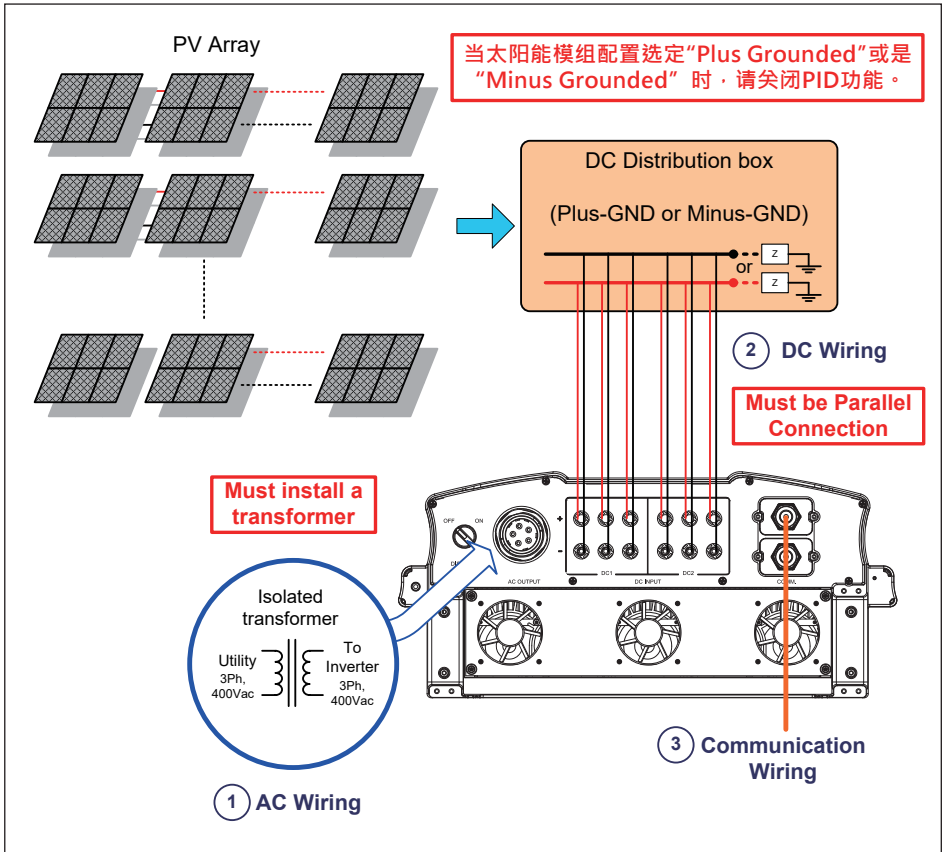 PV Array
当太阳能模组配置选定“Plus Grounded”或是
“Minus Grounded” 时，请关闭PID功能。
DC Distribution box
(Plus-GND or Minus-GND)
Z
or
Z
2 DC Wiring
Must be Parallel
Connection
Must install a
transformer
OFF
ON
+
-
DC1
DC INPUT
DC2
AC OUTPUT
COMM.
Isolated
transformer
Utility
3Ph,
400Vac
To
Inverter
3Ph,
400Vac
1 AC Wiring
3 Communication
Wiring